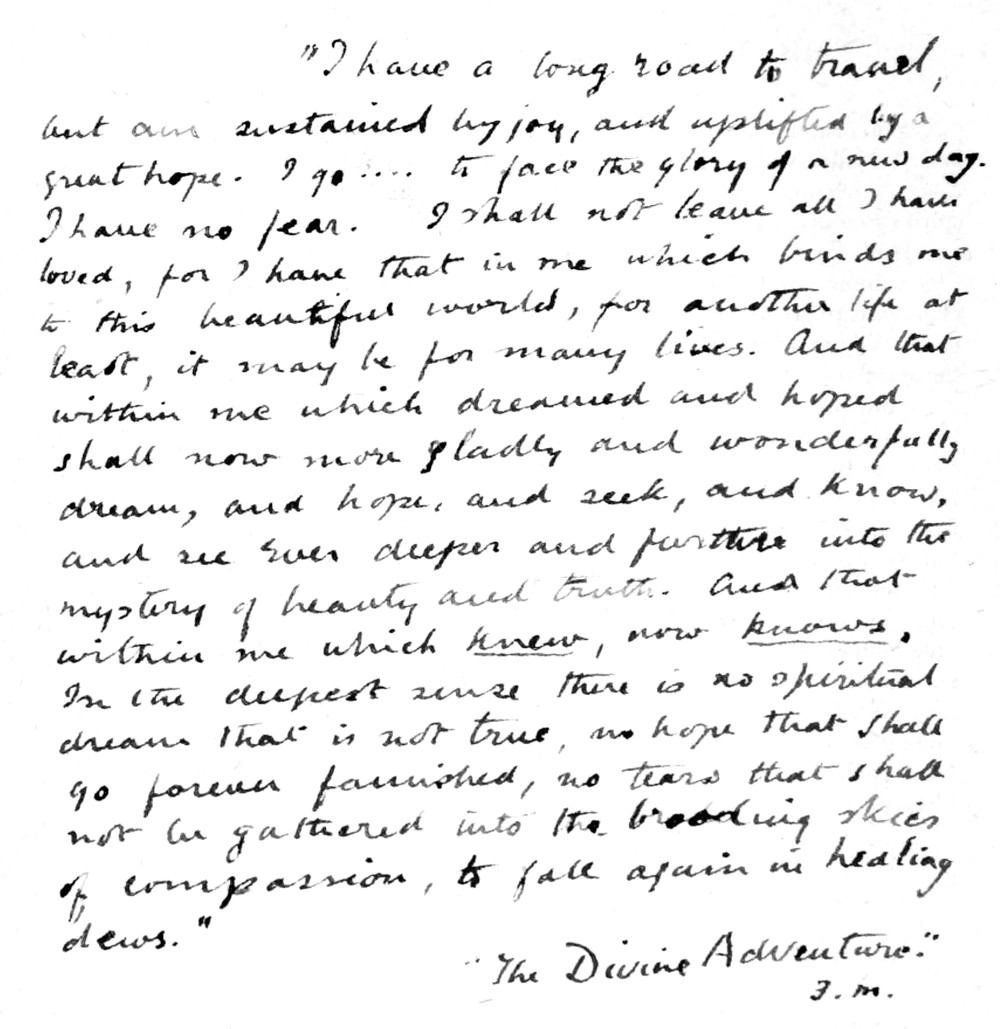 "I have a long road to travel,
but am sustained by joy, and uplifted by a
great hope. I go .... to face the glory of a new day.
I have no fear. I shall not leave all I have
loved, for I have that in me which binds me
to this beautiful world, for another life at
least, it may be for many lives. And that
within me which dreamed and hoped
shall now more gladly and wonderfully
dream, and hope, and seek, and know,
and see ever deeper and further into the
mystery of beauty and truth. And that
within me which knew, now knows.
In the deepest sense there is no spiritual
dream that is not true, no hope that shall
go forever famished, no tears that shall
not be gathered into the brooding skies
of compassion, to fall again in healing
dews."
"The Divine Adventure."
F. M.